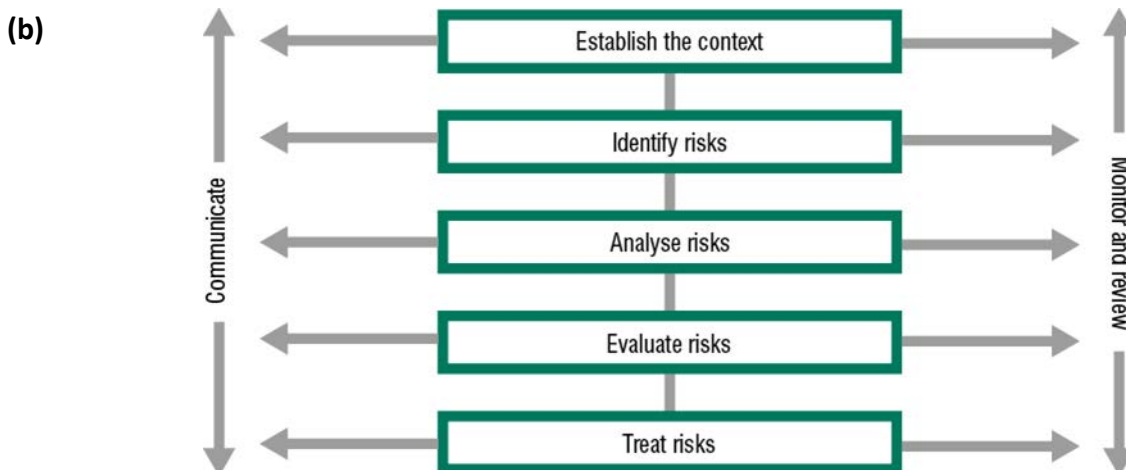 (b)
Establish the context
Identify risks
Analyse risks
Evaluate risks
Treat risks
Communicate
Monitor and review